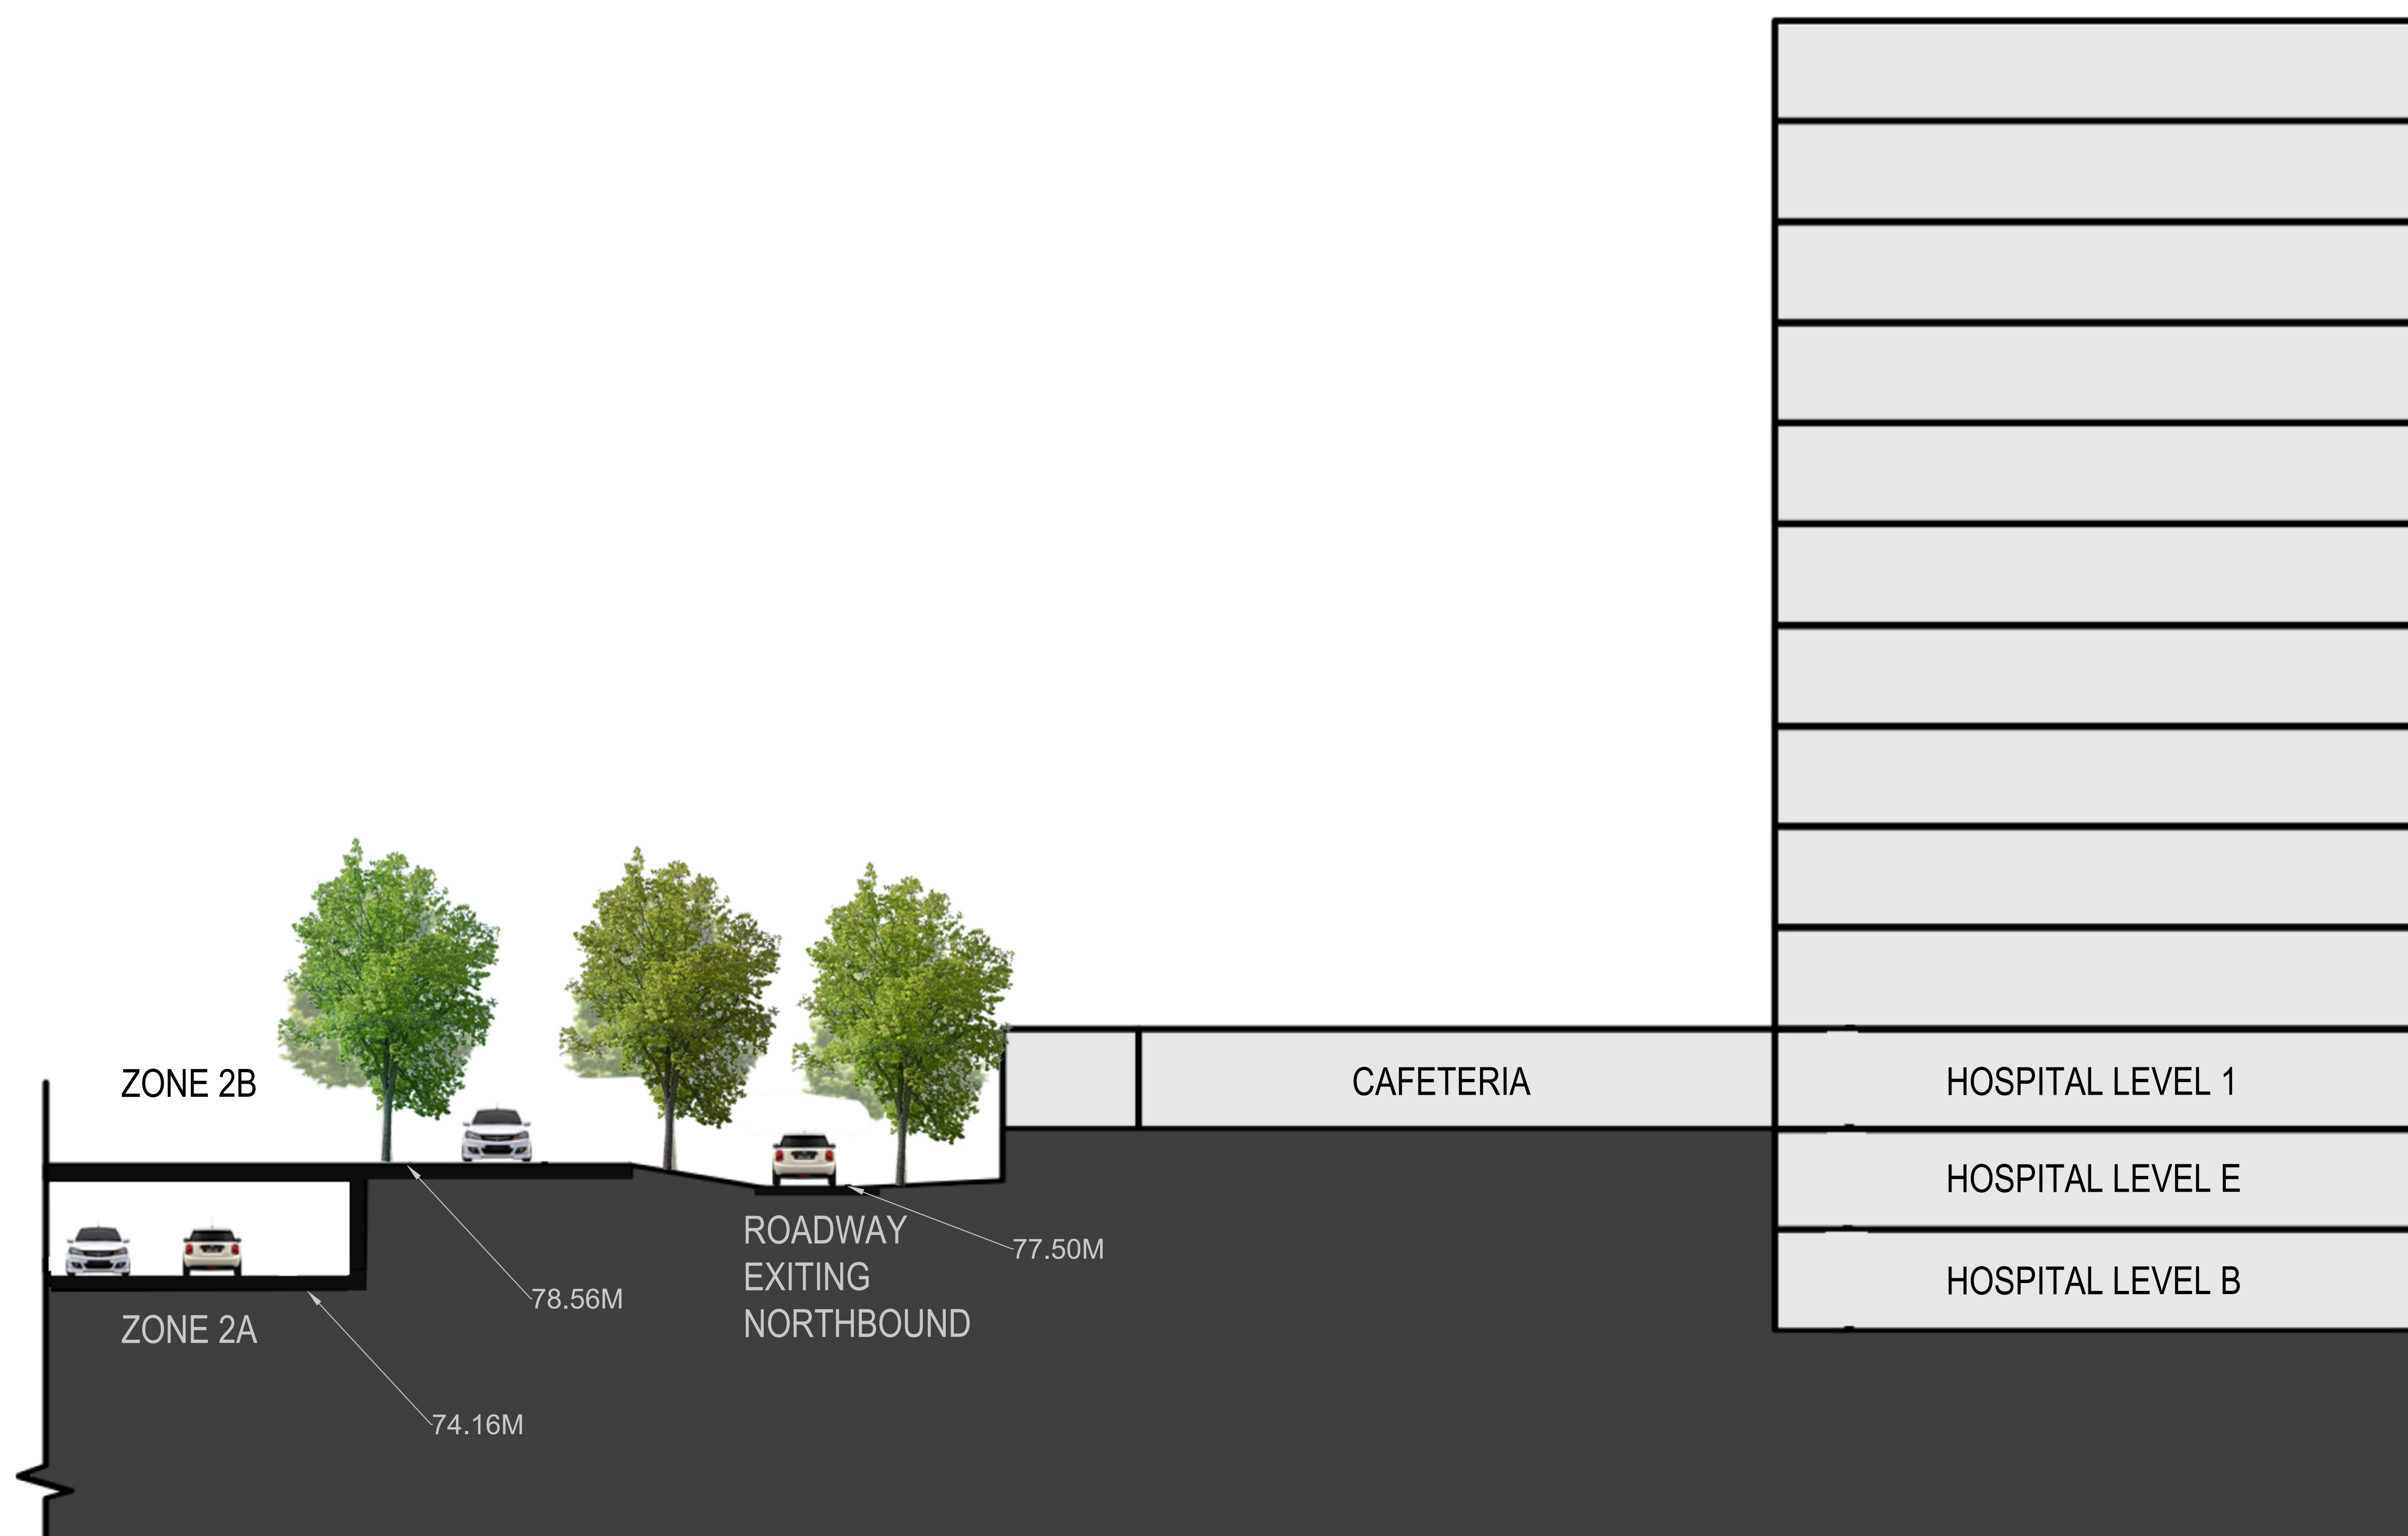 ZONE 2B
CAFETERIA
HOSPITAL LEVEL 1
HOSPITAL LEVEL E
ROADWAY
EXITING
NORTHBOUND
77.50M
HOSPITAL LEVEL B
78.56M
ZONE 2A
74.16M